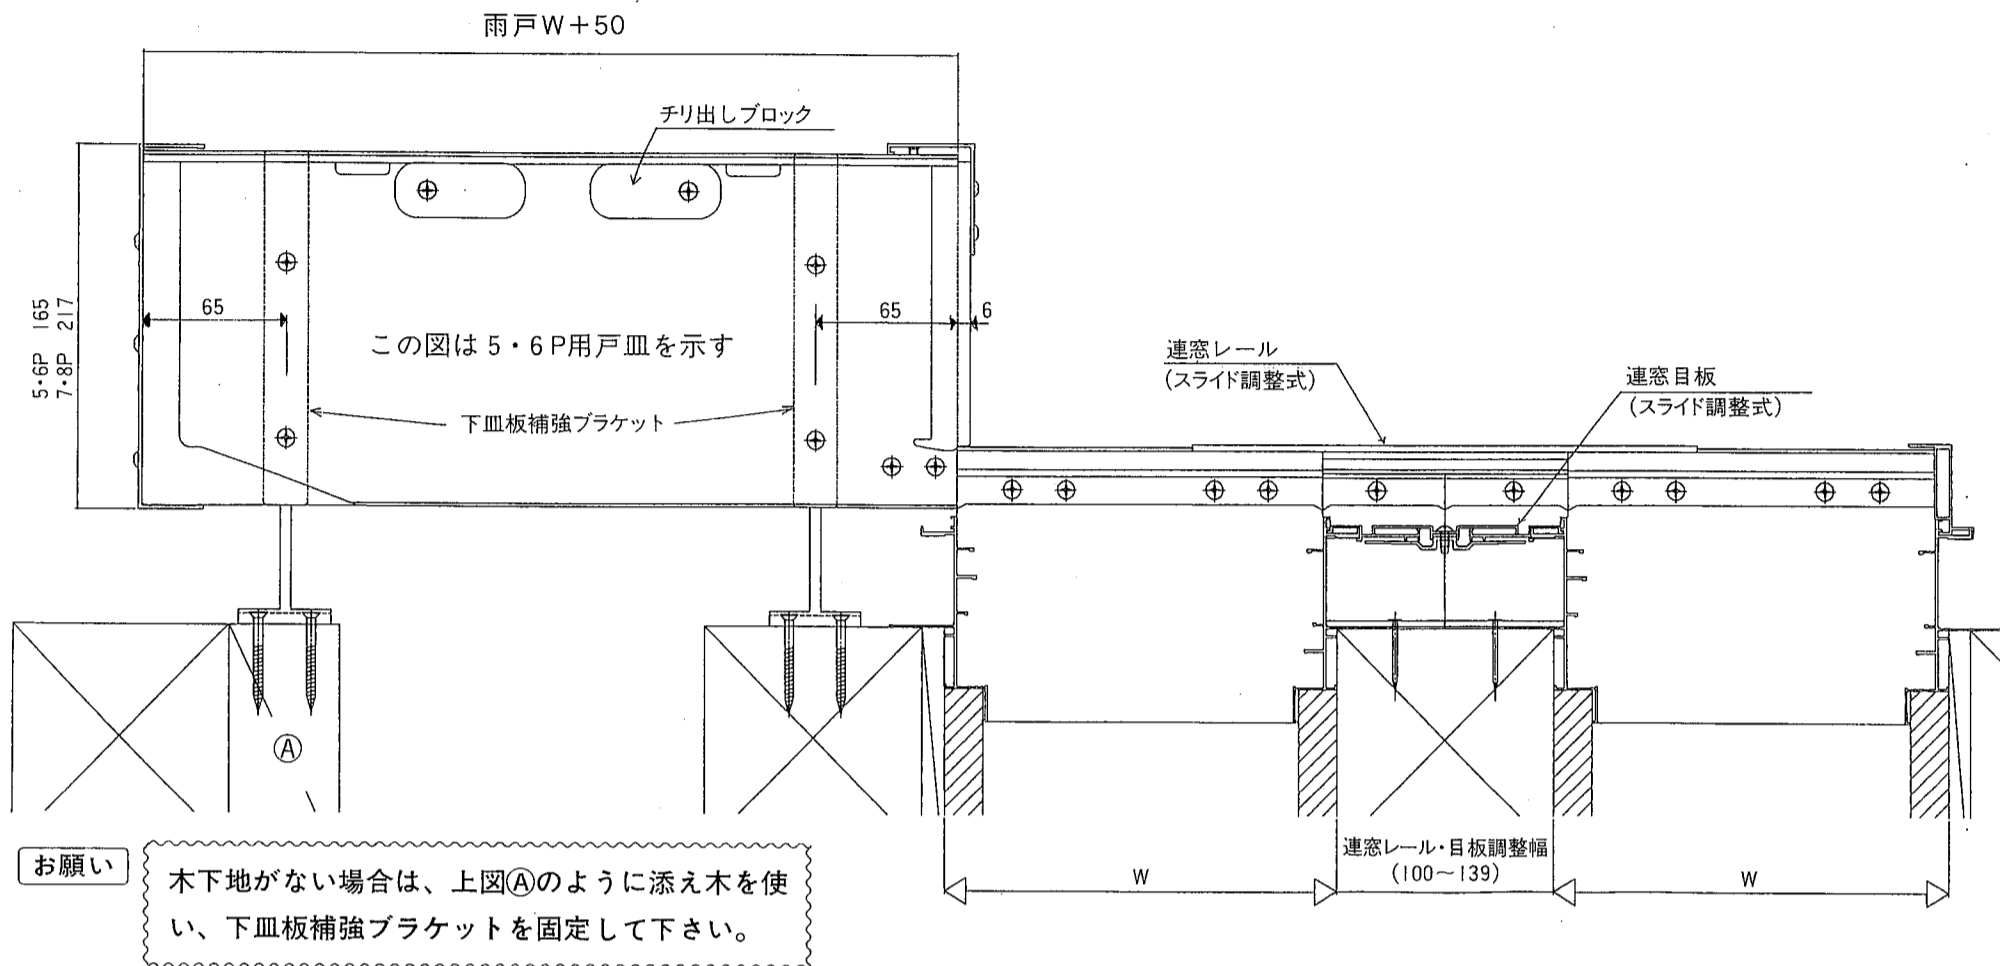 雨戸W+50
チリ出しブロック
5・6P 165
7・8P 217
65
65
6
この図は5・6P用戸皿を示す
下皿板補強ブラケット
連窓レール
(スライド調整式)
連窓目板
(スライド調整式)
Ⓐ
お願い
木下地がない場合は、上図Ⓐのように添え木を使
い、下皿板補強ブラケットを固定して下さい。
W
連窓レール・目板調整幅
(100~139)
W